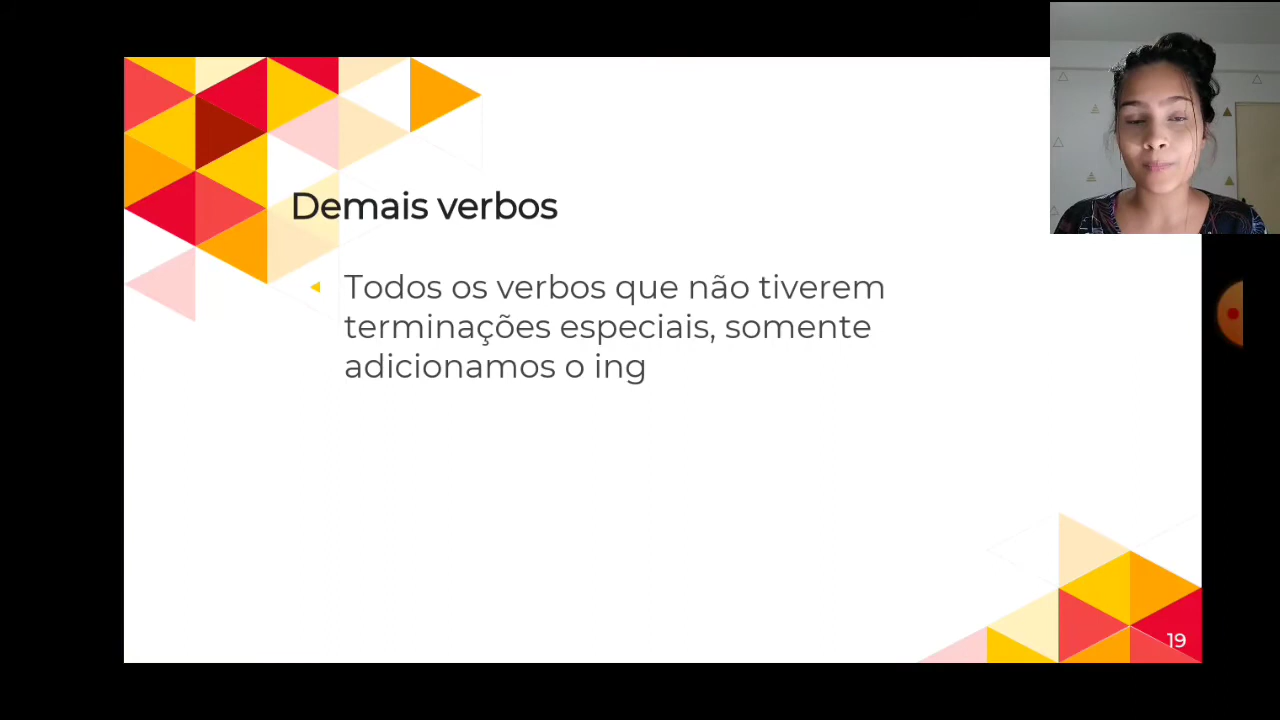 Demais verbos
Todos os verbos que não tiverem
terminações especiais, somente
adicionamos o ing
19